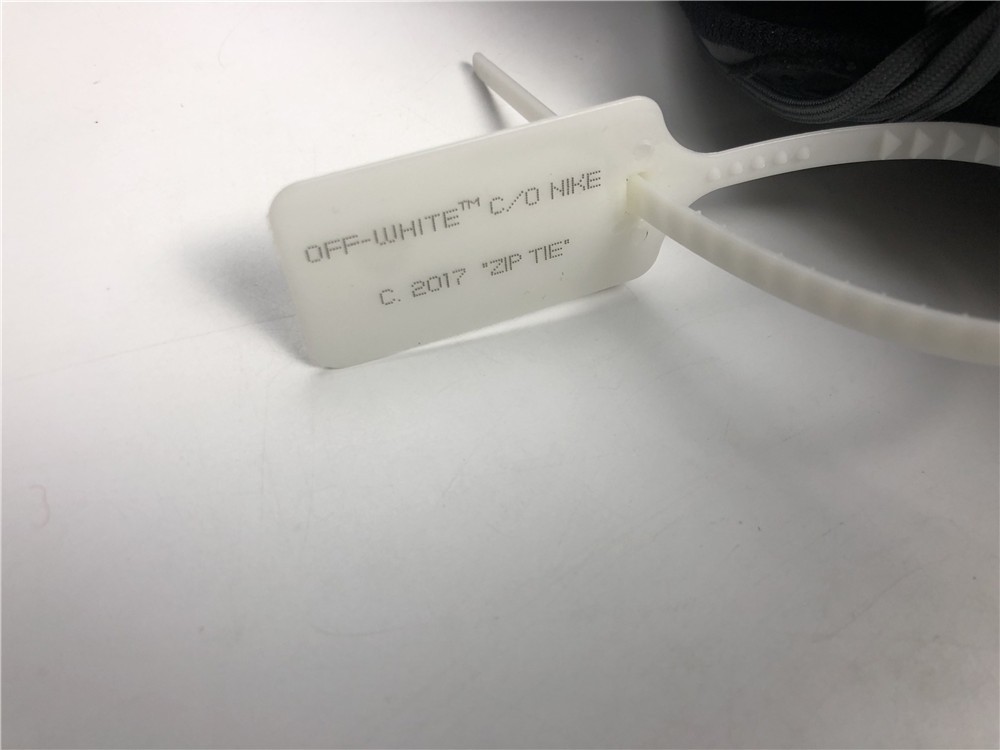 OFF-WHITE™ C/O NIKE
C. 2017 "ZIP TIE"